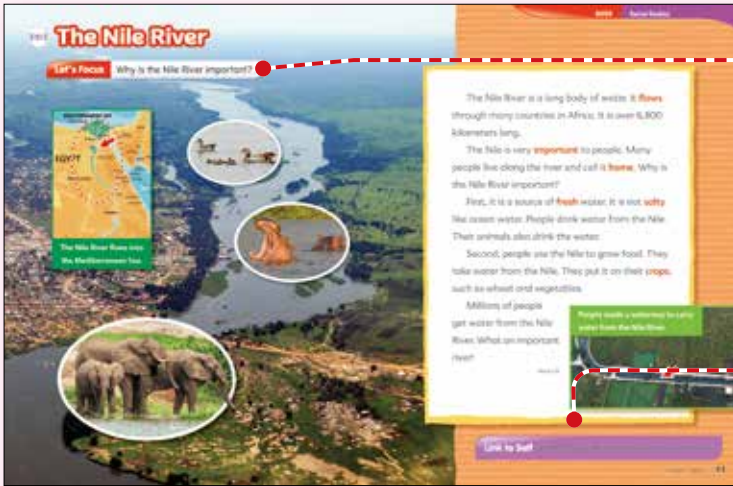 The Nile River
Let's Focus Why is the Nile River important?
EGYPT
The Nile River flows into
the Mediterranean Sea.
Social Studies
The Nile River is a long body of water. It flows
through many countries in Africa. It is over 6,800
kilometers long.
The Nile is very important to people. Many
people live along the river and call it home. Why is
the Nile River important?
First, it is a source of fresh water. It is not salty
like ocean water. People drink water from the Nile.
Their animals also drink the water.
Second, people use the Nile to grow food. They
take water from the Nile. They put it on their crops,
such as wheat and vegetables.
Millions of people
get water from the Nile
River. What an important
river!
People made a waterway to carry
water from the Nile River.
Link to Self